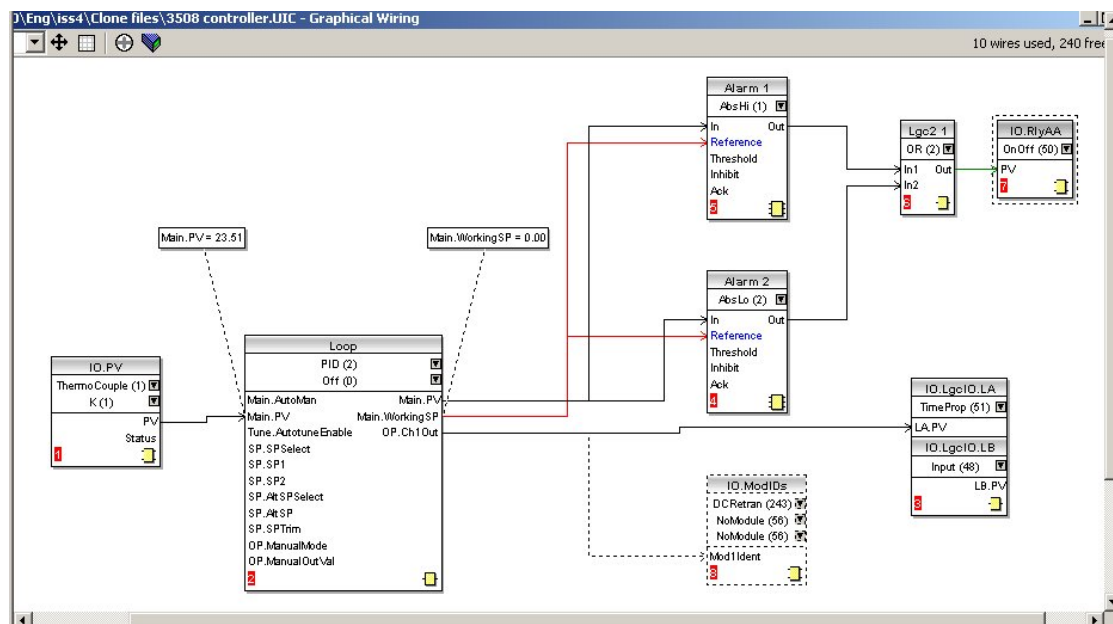 )\Eng\iss4\Clone files\3508 controller.UIC - Graphical Wiring
10 wires used, 240 free
Alarm 1
AbsHi (1)
In Out
Reference
Threshold
Inhibit
Ack
5
Lgc2 1
OR (2)
In1 Out
In2
6
IO.RlyAA
OnOff (50)
PV
7
Main.PV = 23.51
Main.WorkingSP = 0.00
Alarm 2
AbsLo (2)
In Out
Reference
Threshold
Inhibit
Ack
4
IO.PV
ThermoCouple (1)
K (1)
PV
Status
1
Loop
PID (2)
Off (0)
Main.AutoMan Main.PV
Main.PV Main.WorkingSP
Tune.AutotuneEnable OP.Ch1Out
SP.SPSelect
SP.SP1
SP.SP2
SP.AltSPSelect
SP.AltSP
SP.SPTrim
OP.ManualMode
OP.ManualOutVal
2
IO.LgcIO.LA
TimeProp (51)
LA.PV
IO.LgcIO.LB
Input (48)
LB.PV
3
IO.ModIDs
DCRetran (243)
NoModule (56)
NoModule (56)
Mod1Ident
8